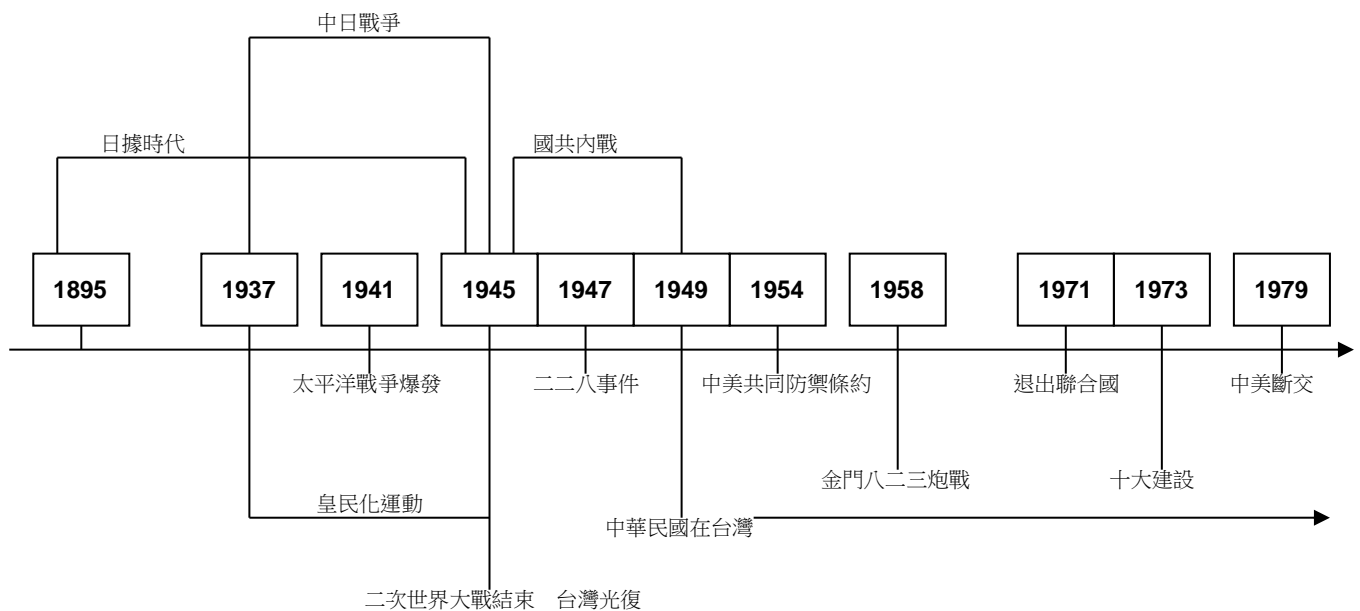 中日戰爭
日據時代
國共內戰
1895 1937 1941 1945 1947 1949 1954 1958 1971 1973 1979
太平洋戰爭爆發 二二八事件 中美共同防禦條約 退出聯合國 中美斷交
金門八二三炮戰 十大建設
皇民化運動
中華民國在台灣
二次世界大戰結束 台灣光復